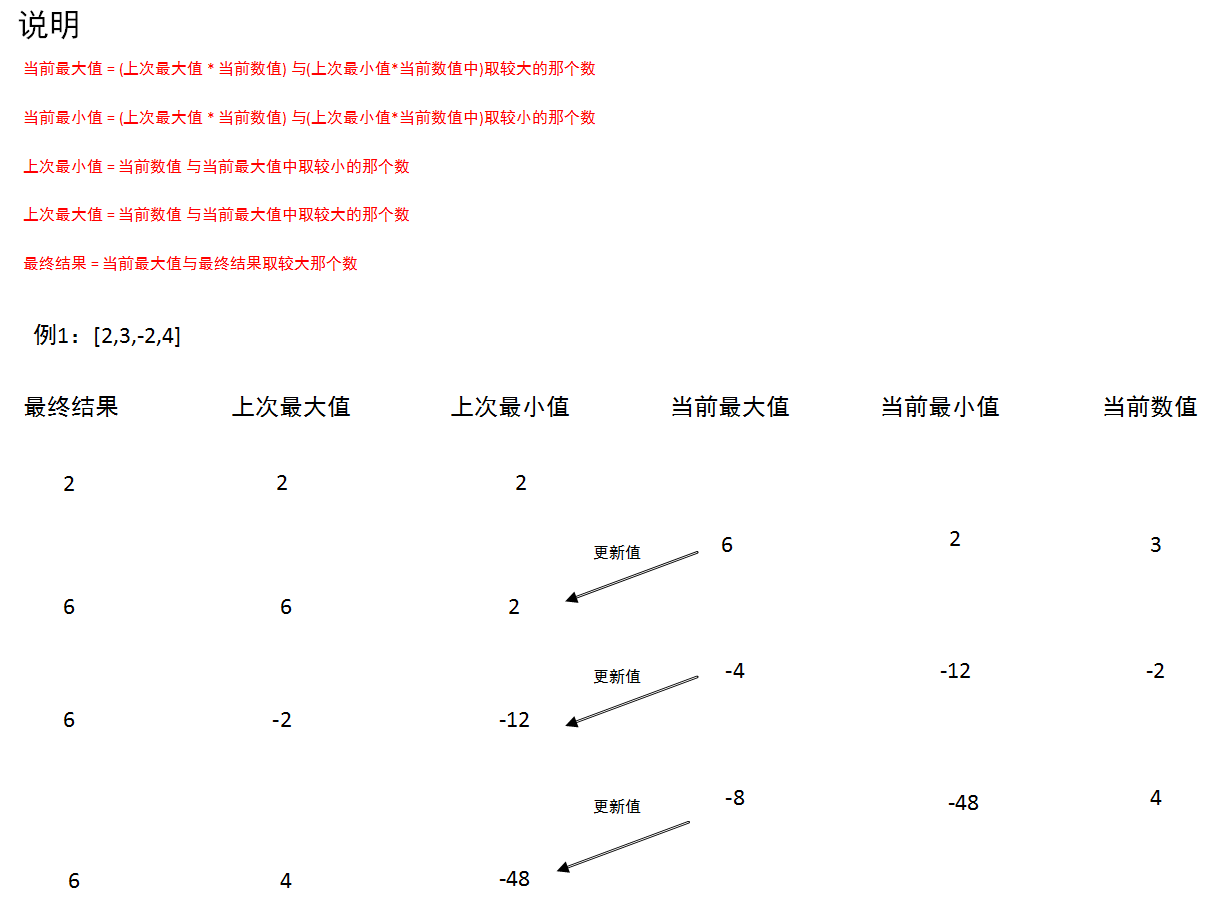 说明
当前最大值 = (上次最大值 * 当前数值) 与(上次最小值*当前数值中)取较大的那个数
当前最小值 = (上次最大值 * 当前数值) 与(上次最小值*当前数值中)取较小的那个数
上次最小值 = 当前数值 与当前最大值中取较小的那个数
上次最大值 = 当前数值 与当前最大值中取较大的那个数
最终结果 = 当前最大值与最终结果取较大那个数
例1：[2,3,-2,4]
最终结果 上次最大值 上次最小值 当前最大值 当前最小值 当前数值
2 2 2
更新值 6 2 3
6 6 2
更新值 -4 -12 -2
6 -2 -12
更新值 -8 -48 4
6 4 -48